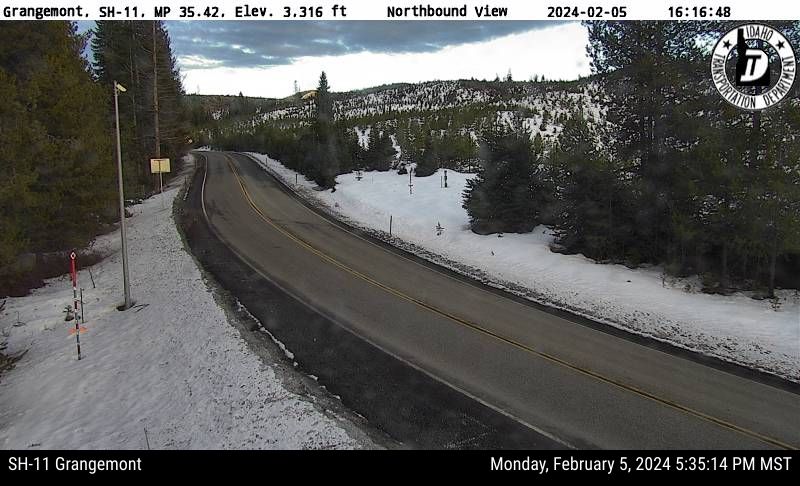 Grangemont, SH-11, MP 35.42, Elev. 3,316 ft Northbound View 2024-02-05 16:16:48
IDAHO
TRANSPORTATION DEPARTMENT
SH-11 Grangemont Monday, February 5, 2024 5:35:14 PM MST